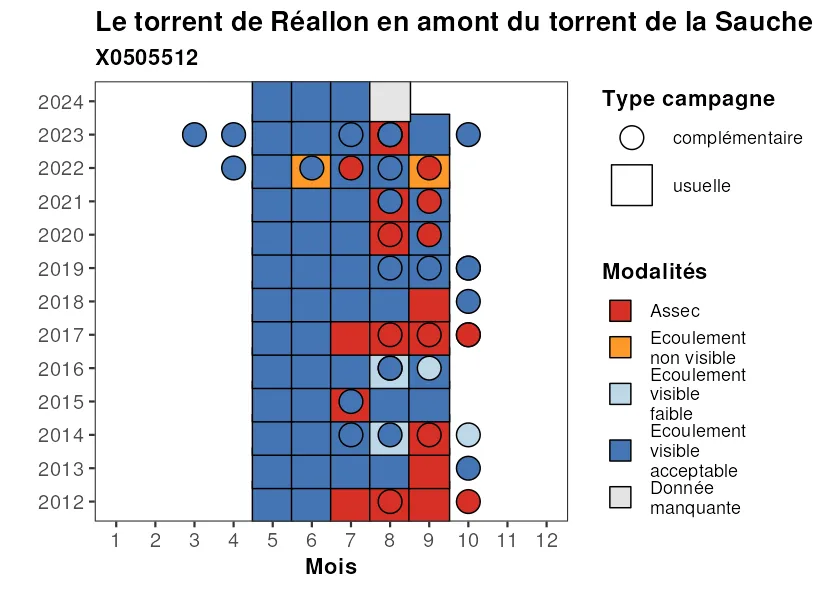 Le torrent de Réallon en amont du torrent de la Sauche
X0505512
2024
2023
2022
2021
2020
2019
2018
2017
2016
2015
2014
2013
2012
1 2 3 4 5 6 7 8 9 10 11 12
Mois
Type campagne
complémentaire
usuelle
Modalités
Assec
Ecoulement
non visible
Ecoulement
visible
faible
Ecoulement
visible
acceptable
Donnée
manquante